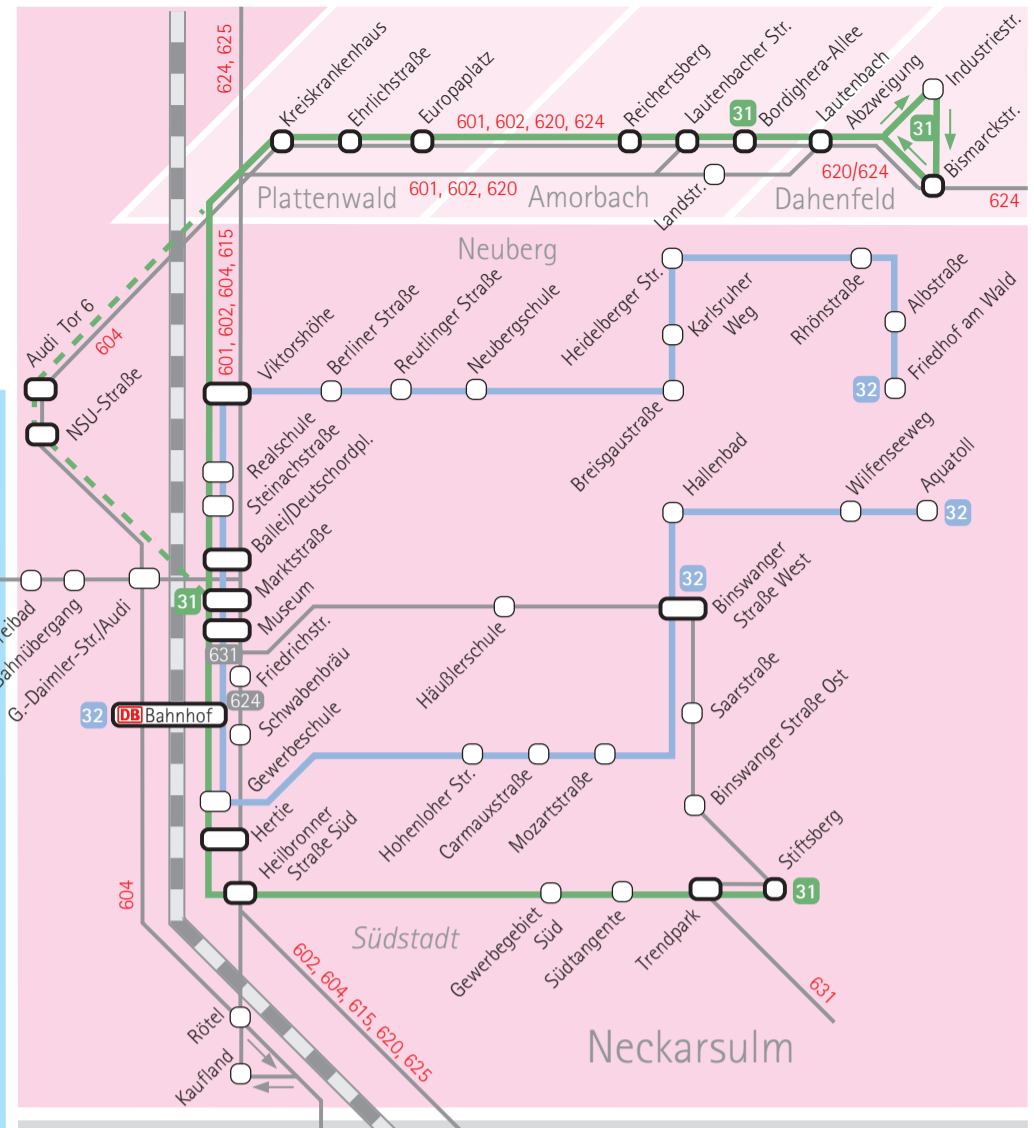 624, 625
Kreiskrankenhaus
Ehrlichstraße
Europaplatz
601, 602, 620, 624
Reichertsberg
Lautenbacher Str.
31
Bordighera-Allee
Lautenbach
Abzweigung
Industriestr.
31
Bismarckstr.
Plattenwald
601, 602, 620
Amorbach
Landstr.
620/624
Dahenfeld
624
Neuberg
601, 602, 604, 615
Audi Tor 6
604
NSU-Straße
Viktorshöhe
Berliner Straße
Reutlinger Straße
Neubergschule
Heidelberger Str.
Karlsruher
Weg
Rhönstraße
Albstraße
Friedhof am Wald
32
Breisgaustraße
Realschule
Steinachstraße
Ballei/Deutschordpl.
Marktstraße
Museum
31
Hallenbad
Wilfenseeweg
Aquatoll
32
32
Binswanger
Straße West
Bahnübergang
G.-Daimler-Str./Audi
631
Friedrichstr.
624
Schwabenbräu
Häußlerschule
Saarstraße
32
DB Bahnhof
Gewerbeschule
Binswanger Straße Ost
Hohenloher Str.
Carmauxstraße
Mozartstraße
Hertie
Heilbronner
Straße Süd
Stiftsberg
31
604
Südstadt
Gewerbegebiet
Süd
Südtangente
Trendpark
631
602, 604, 615, 620, 625
Rötel
Kaufland
Neckarsulm